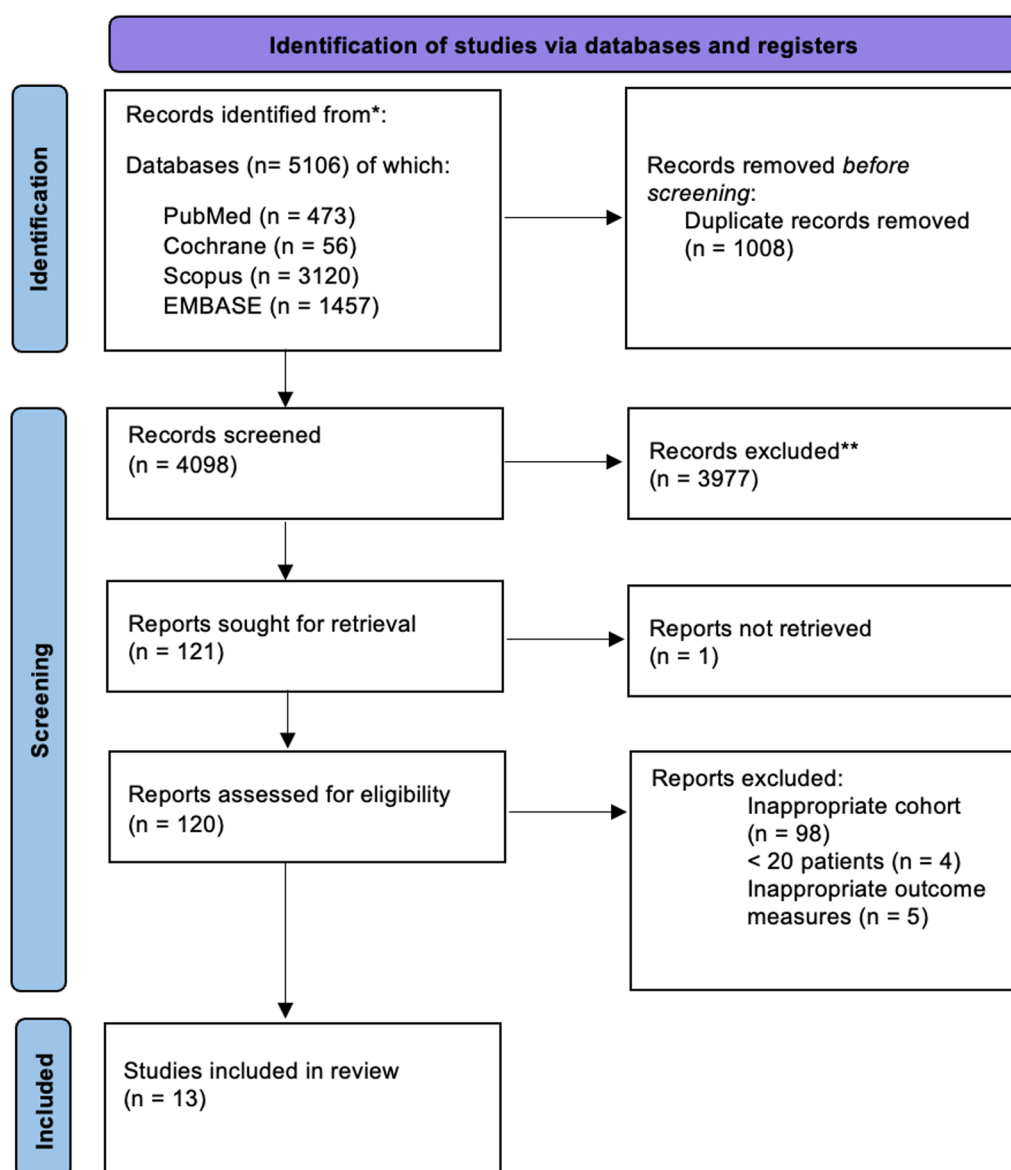 Identification of studies via databases and registers
Identification
Records identified from*:
Databases (n= 5106) of which:
PubMed (n = 473)
Cochrane (n = 56)
Scopus (n = 3120)
EMBASE (n = 1457)
Records removed before
screening:
Duplicate records removed
(n = 1008)
Screening
Records screened
(n = 4098)
Records excluded**
(n = 3977)
Reports sought for retrieval
(n = 121)
Reports not retrieved
(n = 1)
Reports assessed for eligibility
(n = 120)
Reports excluded:
Inappropriate cohort
(n = 98)
< 20 patients (n = 4)
Inappropriate outcome
measures (n = 5)
Included
Studies included in review
(n = 13)